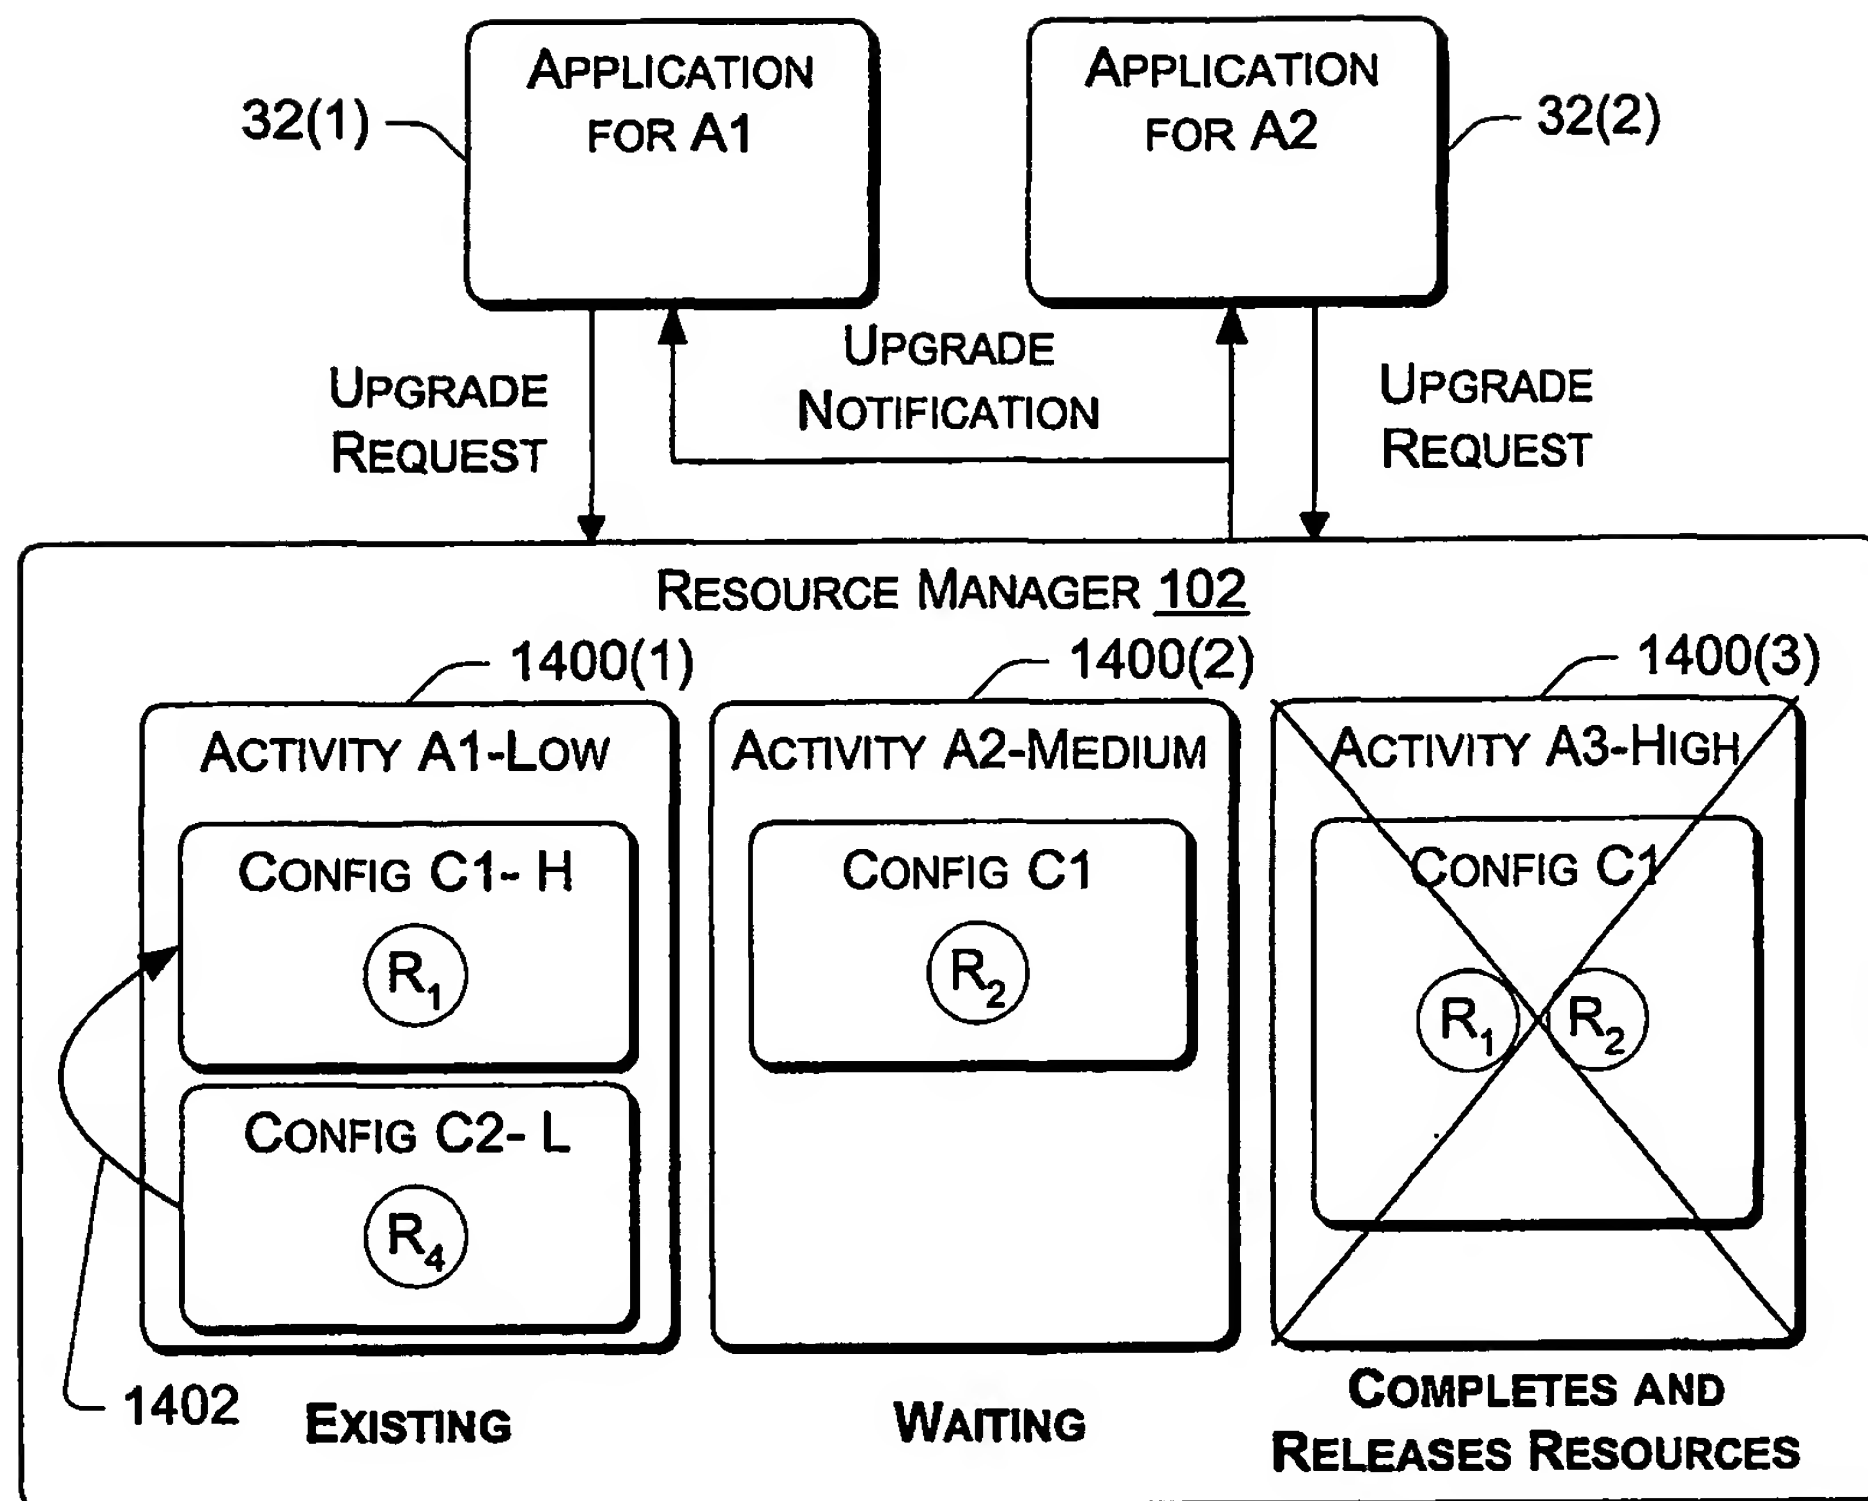 APPLICATION
FOR A1
APPLICATION
FOR A2
32(1)
32(2)
UPGRADE
REQUEST
UPGRADE
NOTIFICATION
UPGRADE
REQUEST
RESOURCE MANAGER 102
1400(1)
1400(2)
1400(3)
ACTIVITY A1-LOW
CONFIG C1- H
R1
CONFIG C2- L
R4
1402
EXISTING
ACTIVITY A2-MEDIUM
CONFIG C1
R2
WAITING
ACTIVITY A3-HIGH
CONFIG C1
R1 R2
COMPLETES AND
RELEASES RESOURCES